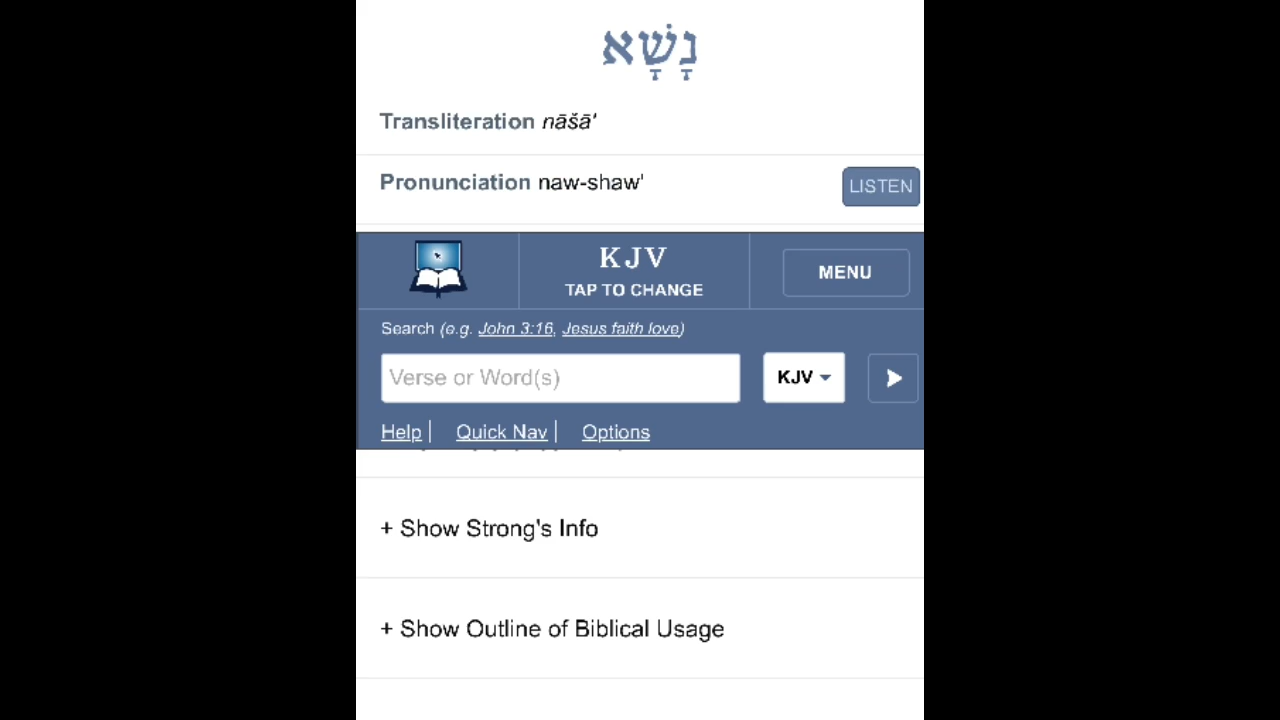 נָשָׁא
Transliteration nāšā'
Pronunciation naw-shaw'
LISTEN
KJV
TAP TO CHANGE
MENU
Search (e.g. John 3:16, Jesus faith love)
Verse or Word(s)
KJV
Help | Quick Nav | Options
+ Show Strong's Info
+ Show Outline of Biblical Usage